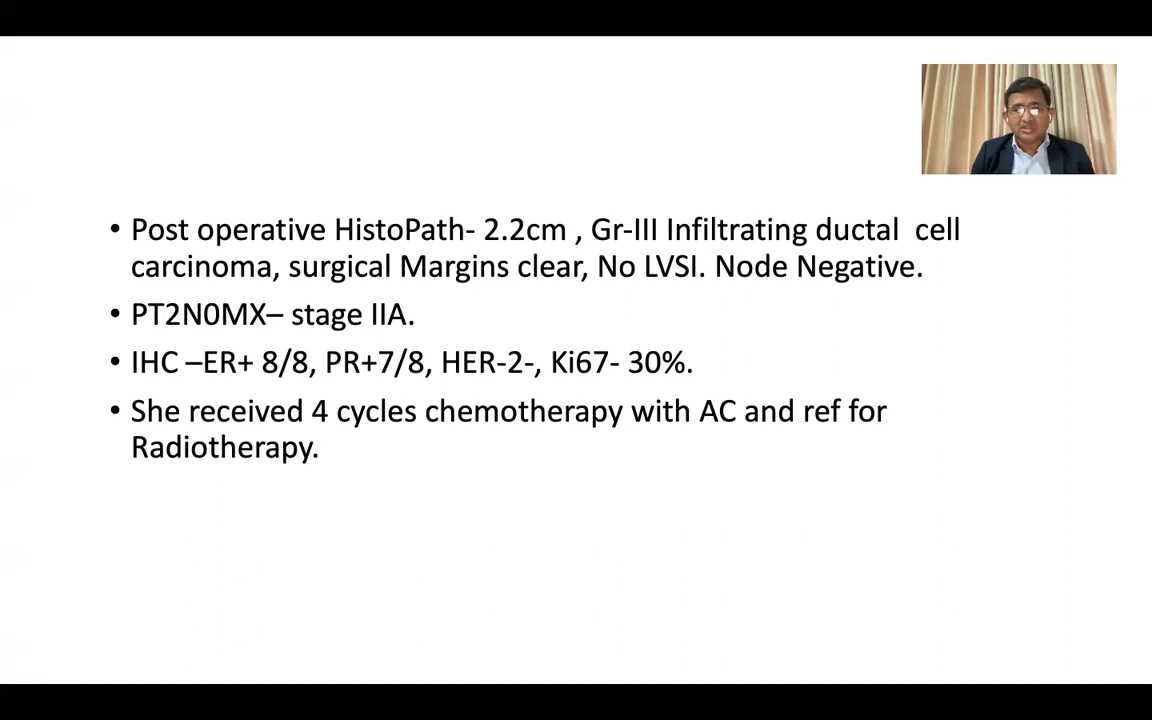 • Post operative HistoPath- 2.2cm , Gr-III Infiltrating ductal  cell
carcinoma, surgical Margins clear, No LVSI. Node Negative.
• PT2N0MX– stage IIA.
• IHC –ER+ 8/8, PR+7/8, HER-2-, Ki67- 30%.
• She received 4 cycles chemotherapy with AC and ref for
Radiotherapy.